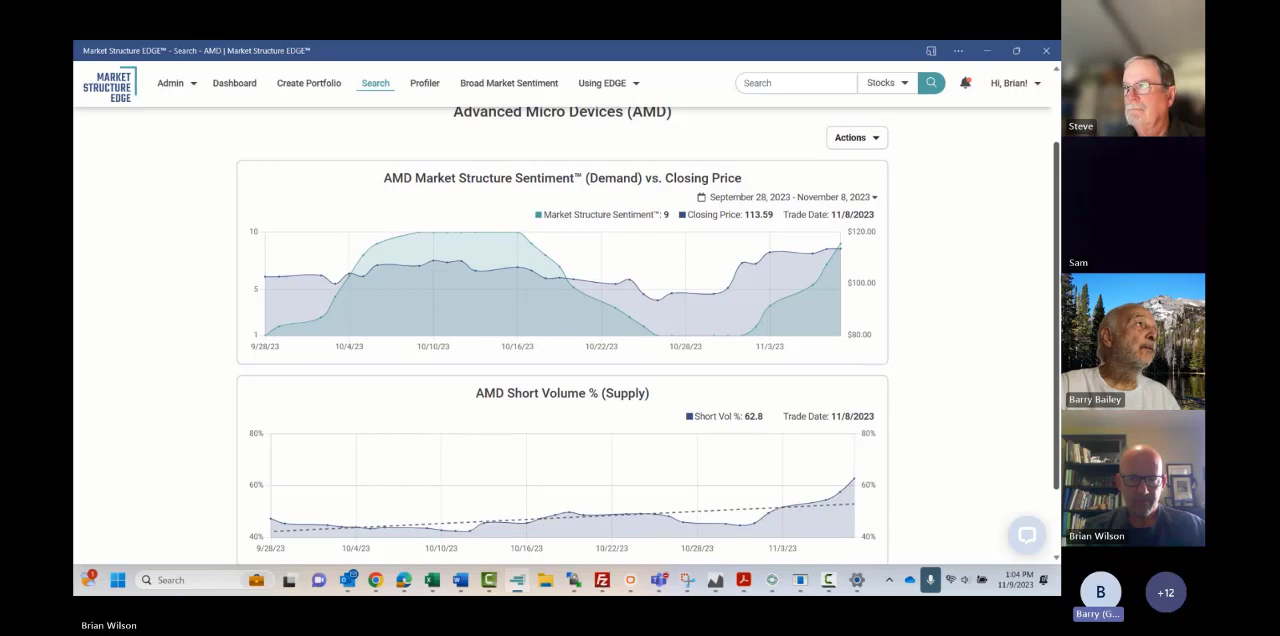 Market Structure EDGE™ - Search - AMD | Market Structure EDGE™
MARKET STRUCTURE EDGE
Admin Dashboard Create Portfolio Search Profiler Broad Market Sentiment Using EDGE
Search Stocks Hi, Brian!
Advanced Micro Devices (AMD)
Actions
AMD Market Structure Sentiment™ (Demand) vs. Closing Price
September 28, 2023 - November 8, 2023
Market Structure Sentiment™: 9 Closing Price: 113.59 Trade Date: 11/8/2023
10 $120.00
5 $100.00
1 $80.00
9/28/23 10/4/23 10/10/23 10/16/23 10/22/23 10/28/23 11/3/23
AMD Short Volume % (Supply)
Short Vol %: 62.8 Trade Date: 11/8/2023
80% 80%
60% 60%
40% 40%
9/28/23 10/4/23 10/10/23 10/16/23 10/22/23 10/28/23 11/3/23
Search
1:04 PM
11/9/2023
Steve
Sam
Barry Bailey
Brian Wilson
B
+12
Barry (G...
Brian Wilson